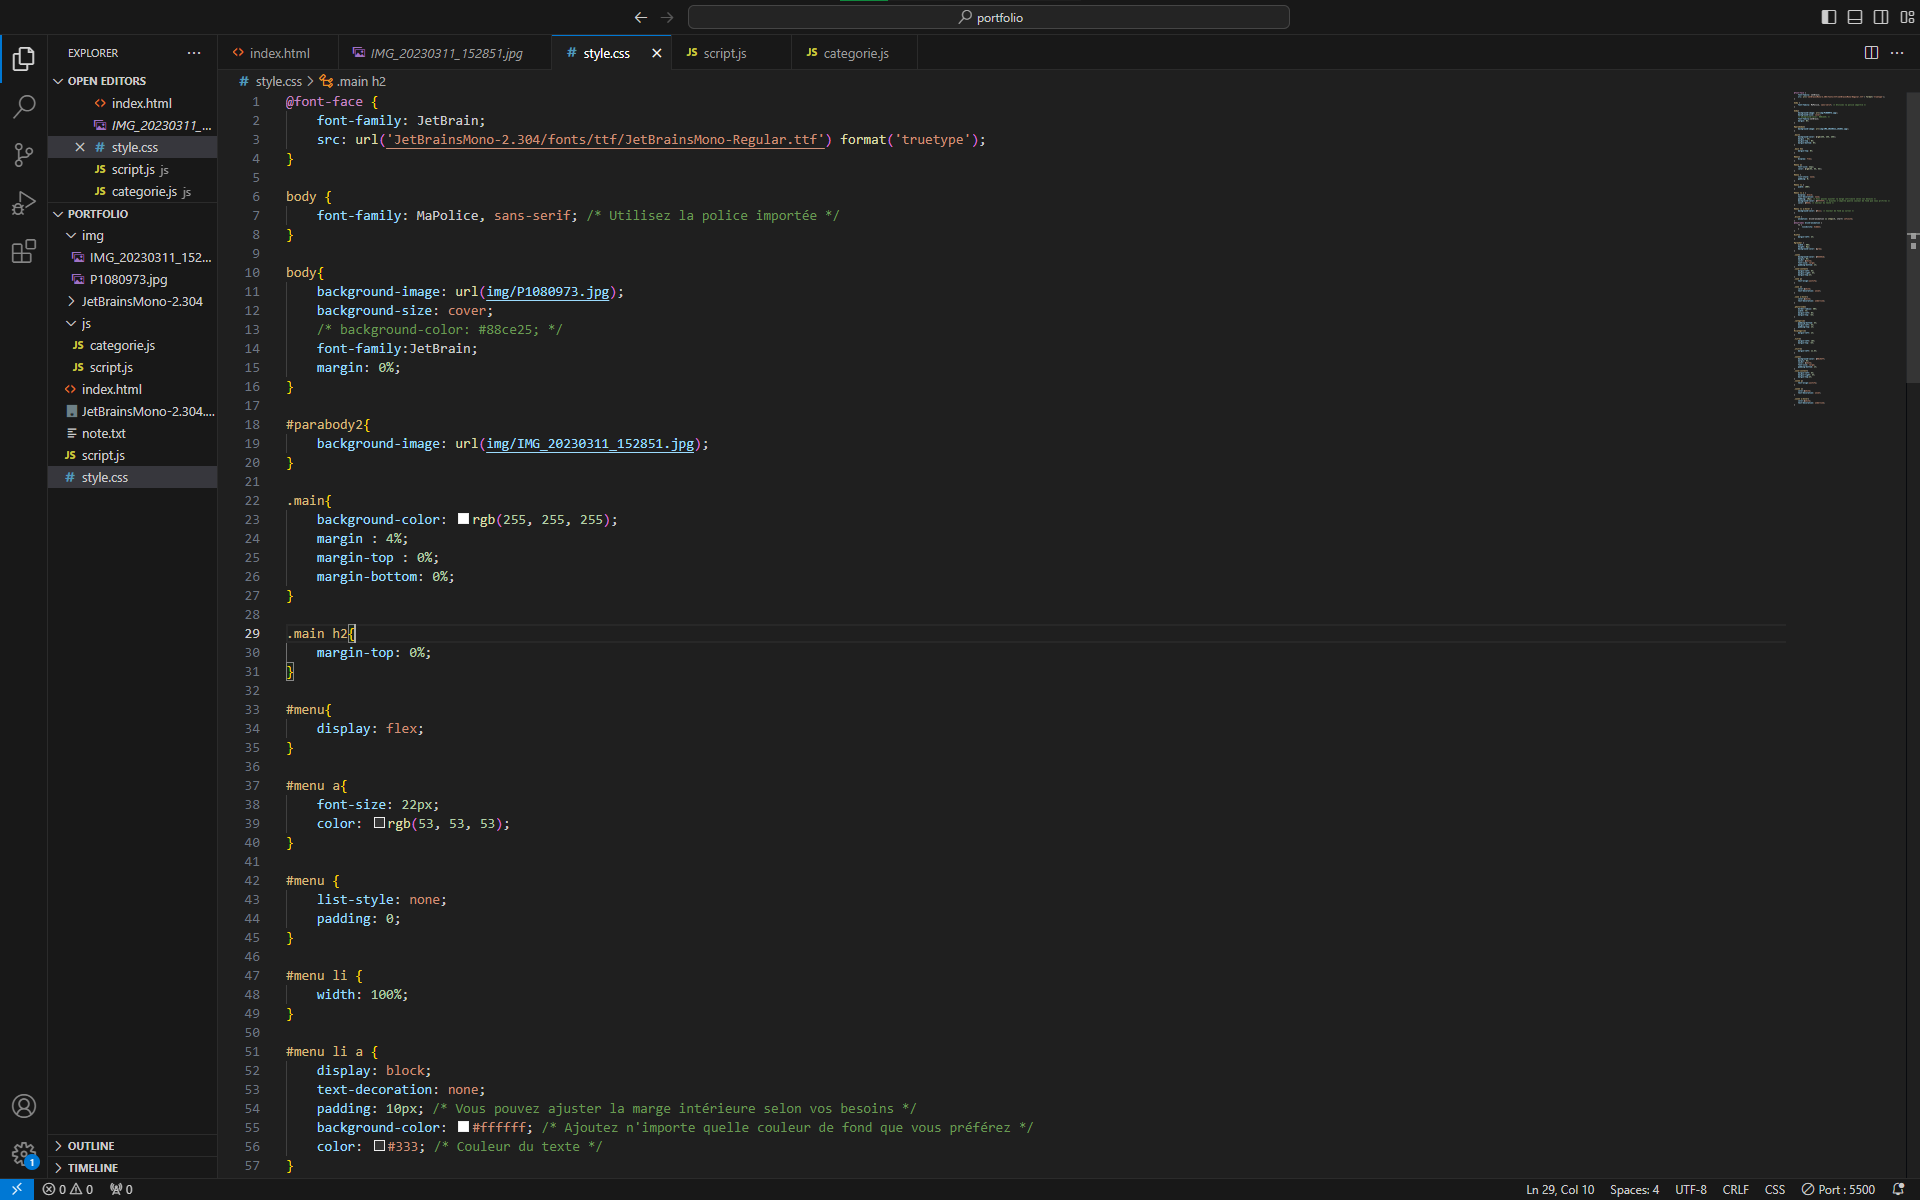 portfolio
EXPLORER
index.html
IMG_20230311_152851.jpg
style.css
JS script.js
JS categorie.js
OPEN EDITORS
index.html
IMG_20230311_...
# style.css
JS script.js js
JS categorie.js js
PORTFOLIO
img
IMG_20230311_152...
P1080973.jpg
JetBrainsMono-2.304
js
JS categorie.js
JS script.js
index.html
JetBrainsMono-2.304....
note.txt
JS script.js
# style.css
OUTLINE
TIMELINE
# style.css > .main h2
1 @font-face {
2 font-family: JetBrain;
3 src: url('JetBrainsMono-2.304/fonts/ttf/JetBrainsMono-Regular.ttf') format('truetype');
4 }
5
6 body {
7 font-family: MaPolice, sans-serif; /* Utilisez la police importée */
8 }
9
10 body{
11 background-image: url(img/P1080973.jpg);
12 background-size: cover;
13 /* background-color: #88ce25; */
14 font-family:JetBrain;
15 margin: 0%;
16 }
17
18 #parabody2{
19 background-image: url(img/IMG_20230311_152851.jpg);
20 }
21
22 .main{
23 background-color: rgb(255, 255, 255);
24 margin : 4%;
25 margin-top : 0%;
26 margin-bottom: 0%;
27 }
28
29 .main h2{
30 margin-top: 0%;
31 }
32
33 #menu{
34 display: flex;
35 }
36
37 #menu a{
38 font-size: 22px;
39 color: rgb(53, 53, 53);
40 }
41
42 #menu {
43 list-style: none;
44 padding: 0;
45 }
46
47 #menu li {
48 width: 100%;
49 }
50
51 #menu li a {
52 display: block;
53 text-decoration: none;
54 padding: 10px; /* Vous pouvez ajuster la marge intérieure selon vos besoins */
55 background-color: #ffffff; /* Ajoutez n'importe quelle couleur de fond que vous préférez */
56 color: #333; /* Couleur du texte */
57 }
1
0 0 0
Ln 29, Col 10
Spaces: 4
UTF-8
CRLF
CSS
Port : 5500